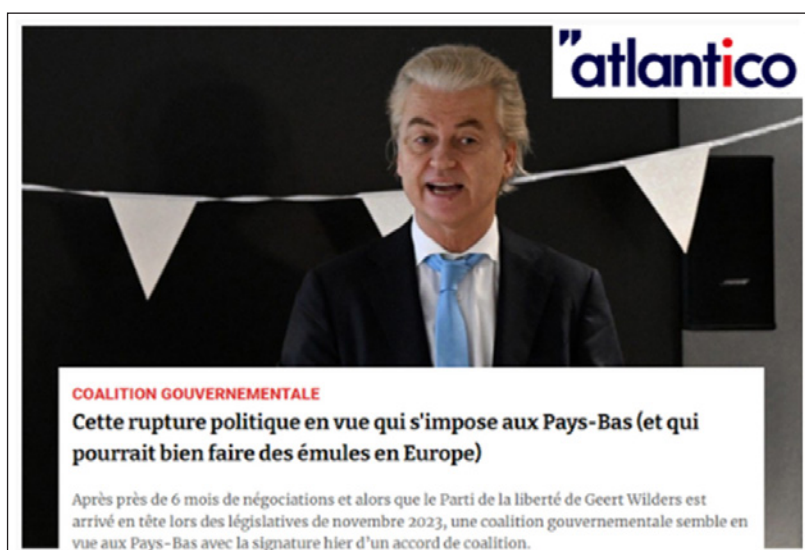 "atlantico
COALITION GOUVERNEMENTALE
Cette rupture politique en vue qui s'impose aux Pays-Bas (et qui
pourrait bien faire des émules en Europe)
Après près de 6 mois de négociations et alors que le Parti de la liberté de Geert Wilders est
arrivé en tête lors des législatives de novembre 2023, une coalition gouvernementale semble en
vue aux Pays-Bas avec la signature hier d'un accord de coalition.